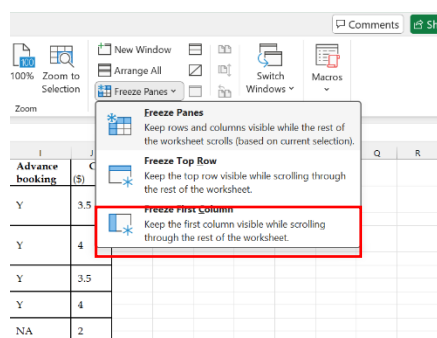 Comments Sh
New Window
Arrange All
Freeze Panes
100% Zoom to Selection
Switch Windows
Macros
Zoom
Freeze Panes
Keep rows and columns visible while the rest of
the worksheet scrolls (based on current selection).
Freeze Top Row
Keep the top row visible while scrolling through
the rest of the worksheet.
Freeze First Column
Keep the first column visible while scrolling
through the rest of the worksheet.
I J Q R
Advance C
booking ($)
Y 3.5
Y 4
Y 3.5
Y 4
NA 2